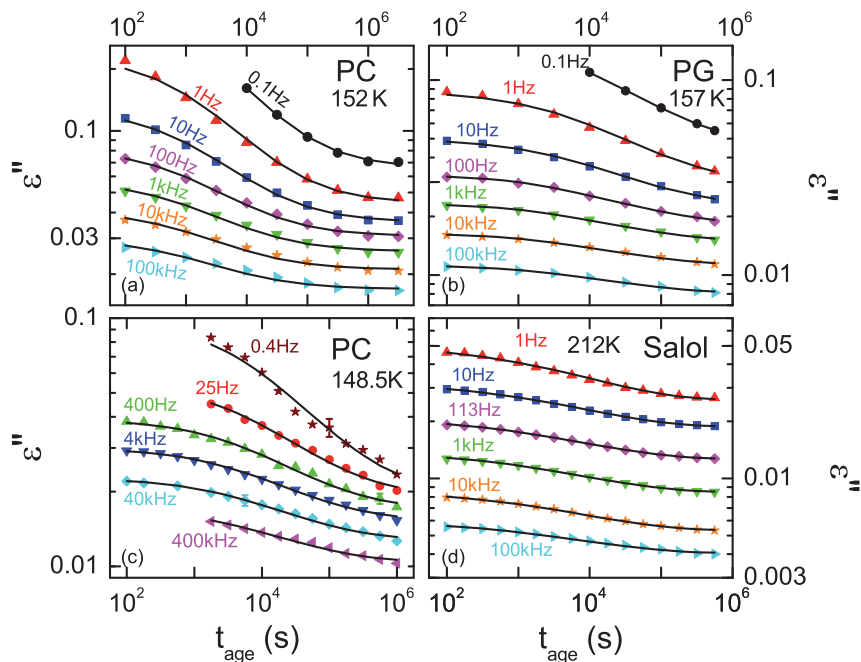 10² 10⁴ 10⁶ 10² 10⁴ 10⁶
PC
152 K
0.1Hz
1Hz
10Hz
100Hz
1kHz
10kHz
100kHz
(a)
ε''
0.1
0.03
PG
157K
0.1Hz
1Hz
10Hz
100Hz
1kHz
10kHz
100kHz
(b)
0.1
0.01
ε''
0.1
0.01
ε''
PC
148.5K
0.4Hz
25Hz
400Hz
4kHz
40kHz
400kHz
(c)
212K Salol
1Hz
10Hz
113Hz
1kHz
10kHz
100kHz
(d)
0.05
0.01
0.003
ε''
10² 10⁴ 10⁶ 10² 10⁴ 10⁶
t_age (s) t_age (s)